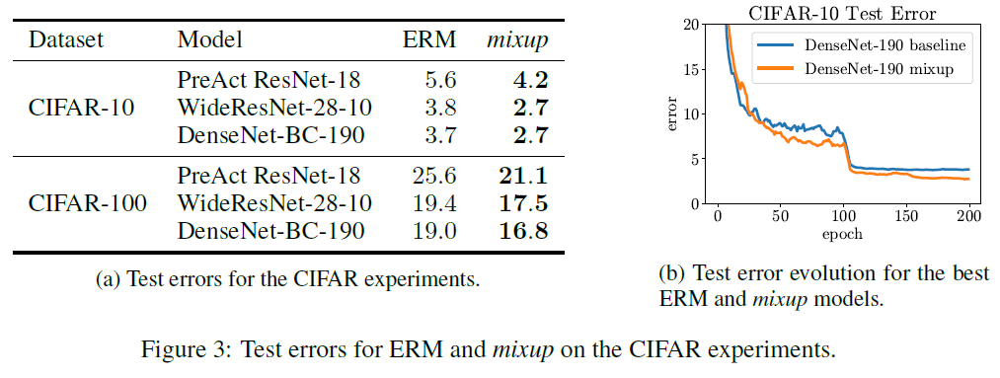 Dataset Model ERM mixup
CIFAR-10
PreAct ResNet-18 5.6 4.2
WideResNet-28-10 3.8 2.7
DenseNet-BC-190 3.7 2.7
CIFAR-100
PreAct ResNet-18 25.6 21.1
WideResNet-28-10 19.4 17.5
DenseNet-BC-190 19.0 16.8
(a) Test errors for the CIFAR experiments.
CIFAR-10 Test Error
DenseNet-190 baseline
DenseNet-190 mixup
error
20
15
10
5
0
0 50 100 150 200
epoch
(b) Test error evolution for the best
ERM and mixup models.
Figure 3: Test errors for ERM and mixup on the CIFAR experiments.